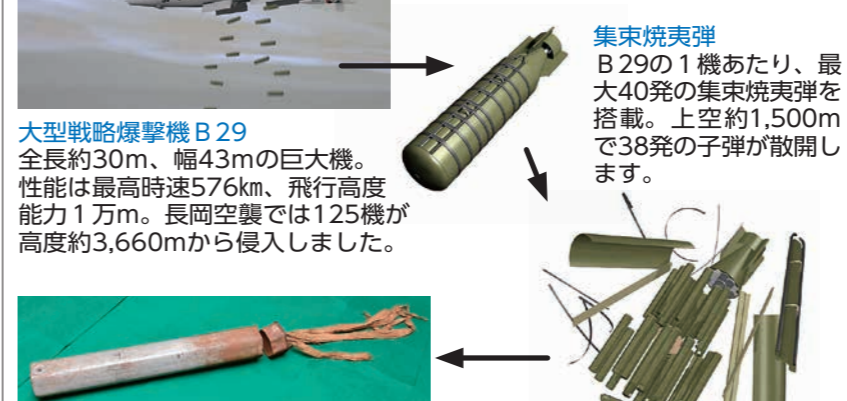 大型戦略爆撃機B29
全長約30m、幅43mの巨大機。
性能は最高時速576㎞、飛行高度
能力1万m。長岡空襲では125機が
高度約3,660mから侵入しました。
集束焼夷弾
B29の1機あたり、最
大40発の集束焼夷弾を
搭載。上空約1,500m
で38発の子弾が散開し
ます。